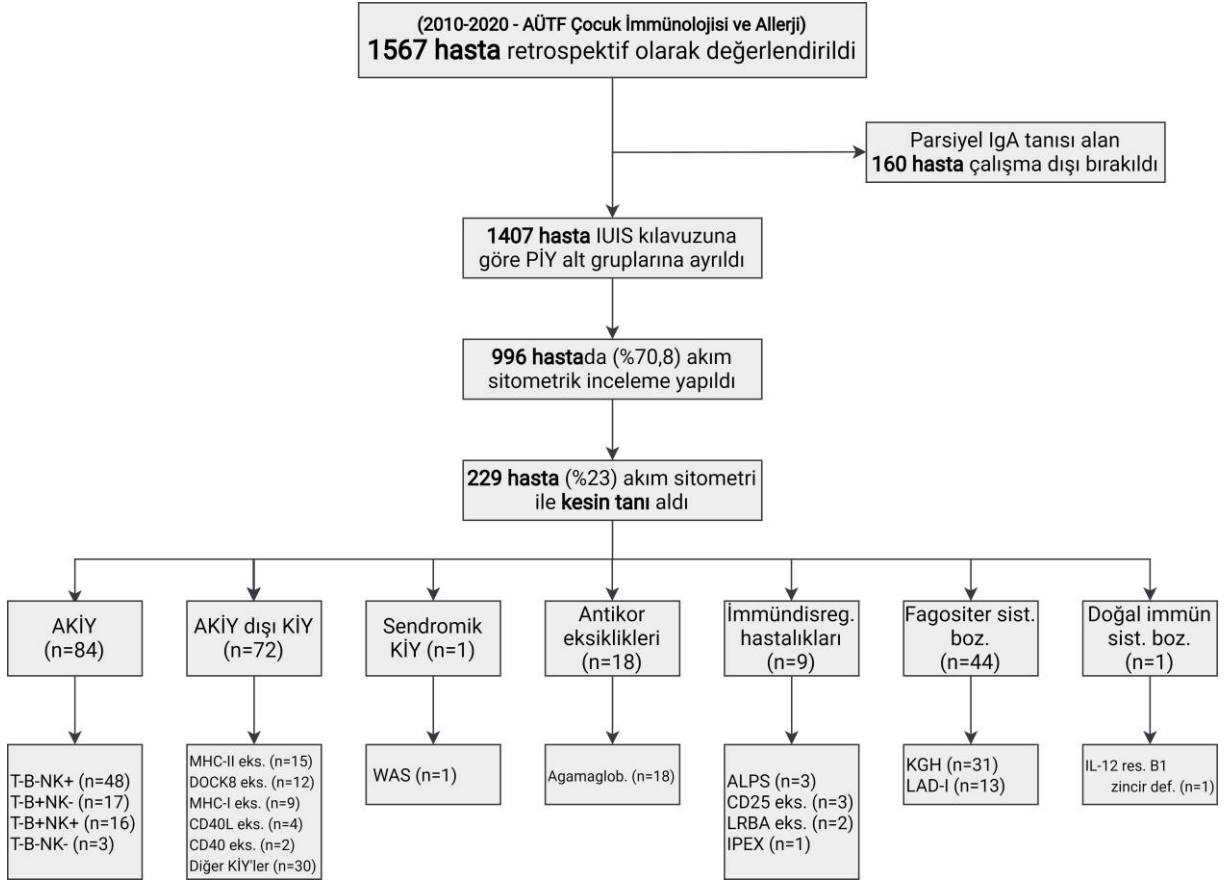 (2010-2020 - AÜTF Çocuk İmmünolojisi ve Allerji)
1567 hasta retrospektif olarak değerlendirildi
Parsiyel IgA tanısı alan
160 hasta çalışma dışı bırakıldı
1407 hasta IUIS kılavuzuna
göre PİY alt gruplarına ayrıldı
996 hastada (%70,8) akım
sitometrik inceleme yapıldı
229 hasta (%23) akım sitometri
ile kesin tanı aldı
AKİY
(n=84)
AKİY dışı KİY
(n=72)
Sendromik
KİY (n=1)
Antikor
eksiklikleri
(n=18)
İmmündisreg.
hastalıkları
(n=9)
Fagositer sist.
boz.
(n=44)
Doğal immün
sist. boz.
(n=1)
T-B-NK+ (n=48)
T-B+NK- (n=17)
T-B+NK+ (n=16)
T-B-NK- (n=3)
MHC-II eks. (n=15)
DOCK8 eks. (n=12)
MHC-I eks. (n=9)
CD40L eks. (n=4)
CD40 eks. (n=2)
Diğer KİY'ler (n=30)
WAS (n=1)
Agamaglob. (n=18)
ALPS (n=3)
CD25 eks. (n=3)
LRBA eks. (n=2)
IPEX (n=1)
KGH (n=31)
LAD-I (n=13)
IL-12 res. B1
zincir def. (n=1)